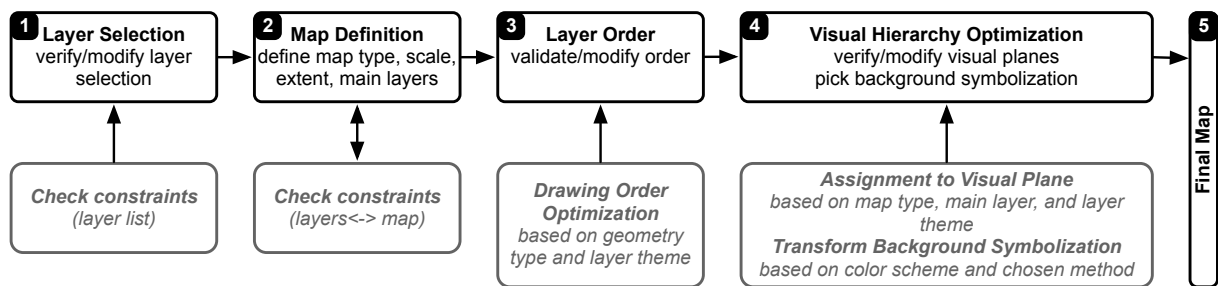 1
Layer Selection
verify/modify layer
selection
2
Map Definition
define map type, scale,
extent, main layers
3
Layer Order
validate/modify order
4
Visual Hierarchy Optimization
verify/modify visual planes
pick background symbolization
5
Final Map
Check constraints
(layer list)
Check constraints
(layers<-> map)
Drawing Order
Optimization
based on geometry
type and layer theme
Assignment to Visual Plane
based on map type, main layer, and layer
theme
Transform Background Symbolization
based on color scheme and chosen method